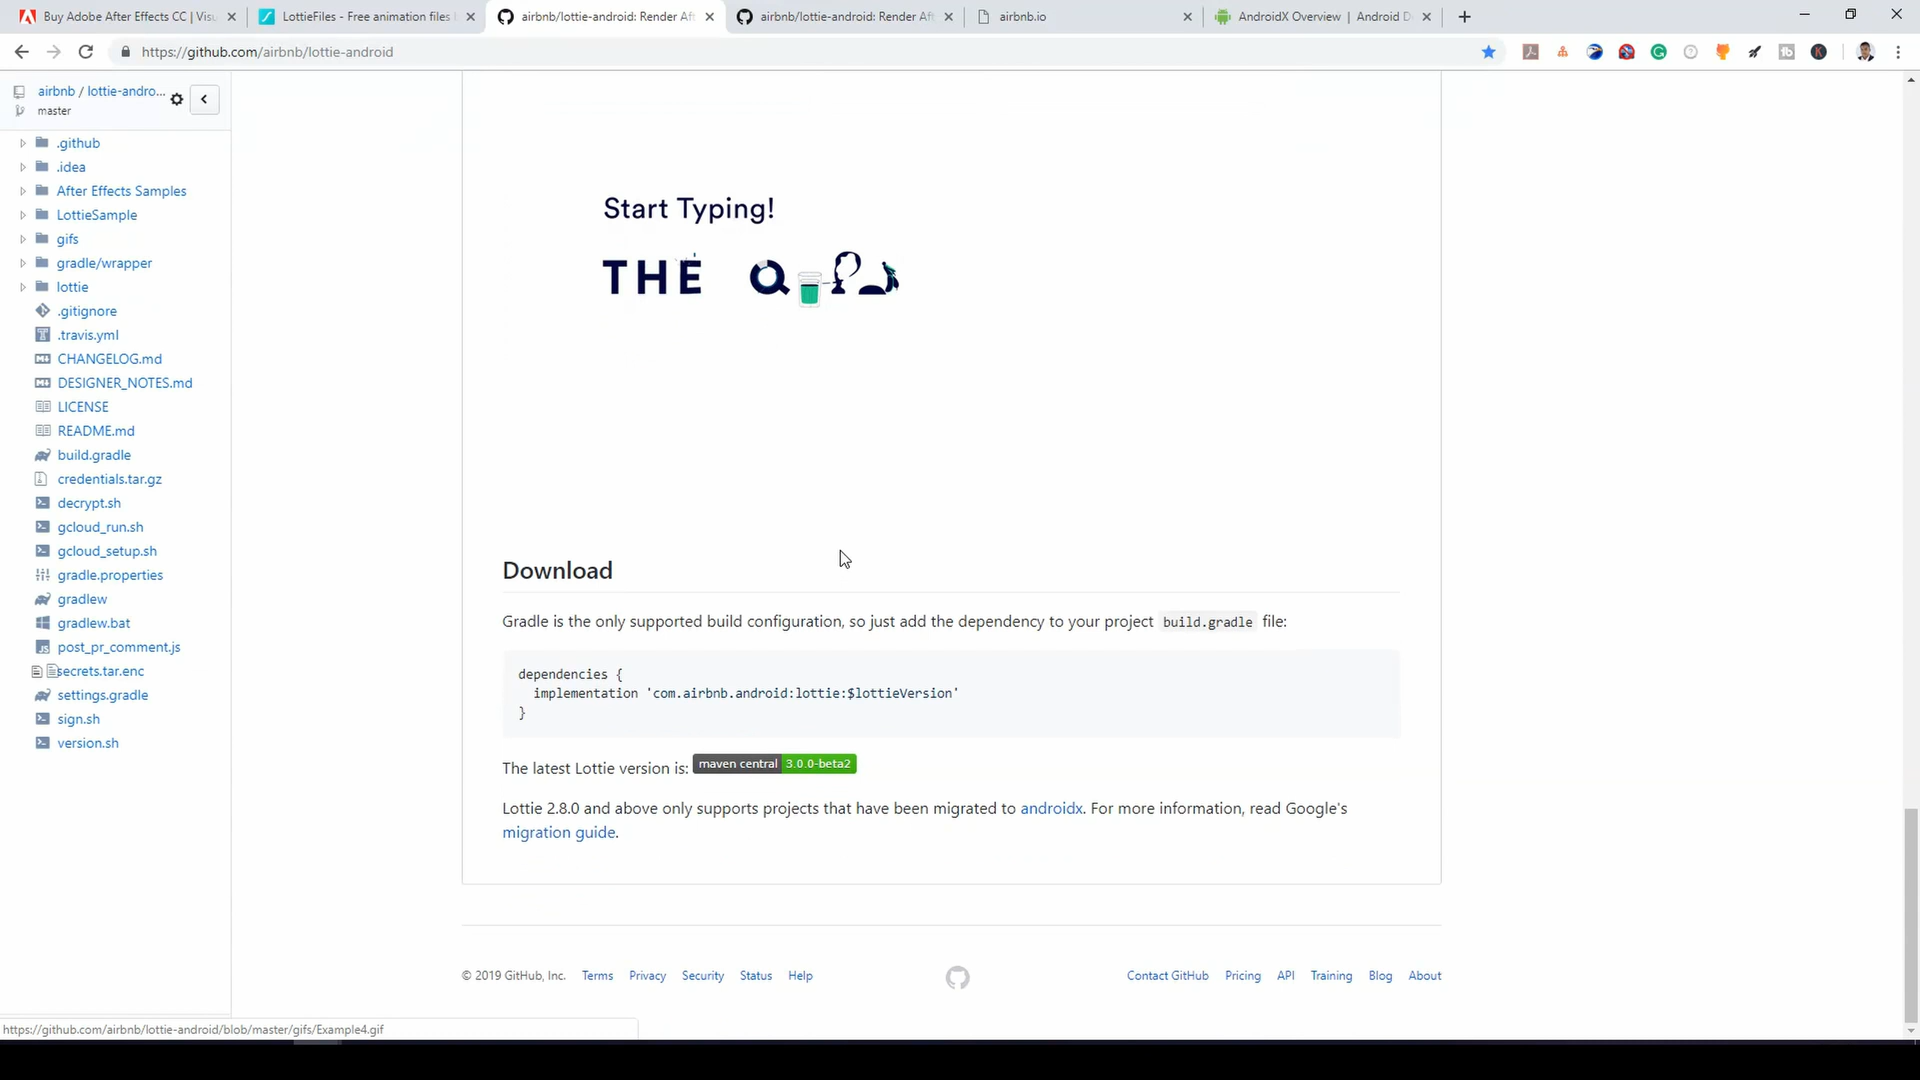 Buy Adobe After Effects CC | Visu
LottieFiles - Free animation files
airbnb/lottie-android: Render Af
airbnb/lottie-android: Render Aft
airbnb.io
AndroidX Overview | Android D
https://github.com/airbnb/lottie-android
airbnb / lottie-andro...
master
.github
.idea
After Effects Samples
LottieSample
gifs
gradle/wrapper
lottie
.gitignore
.travis.yml
CHANGELOG.md
DESIGNER_NOTES.md
LICENSE
README.md
build.gradle
credentials.tar.gz
decrypt.sh
gcloud_run.sh
gcloud_setup.sh
gradle.properties
gradlew
gradlew.bat
post_pr_comment.js
secrets.tar.enc
settings.gradle
sign.sh
version.sh
Start Typing!
THE Q
Download
Gradle is the only supported build configuration, so just add the dependency to your project build.gradle file:
dependencies {
implementation 'com.airbnb.android:lottie:$lottieVersion'
}
The latest Lottie version is: maven central 3.0.0-beta2
Lottie 2.8.0 and above only supports projects that have been migrated to androidx. For more information, read Google's
migration guide.
© 2019 GitHub, Inc. Terms Privacy Security Status Help
Contact GitHub Pricing API Training Blog About
https://github.com/airbnb/lottie-android/blob/master/gifs/Example4.gif